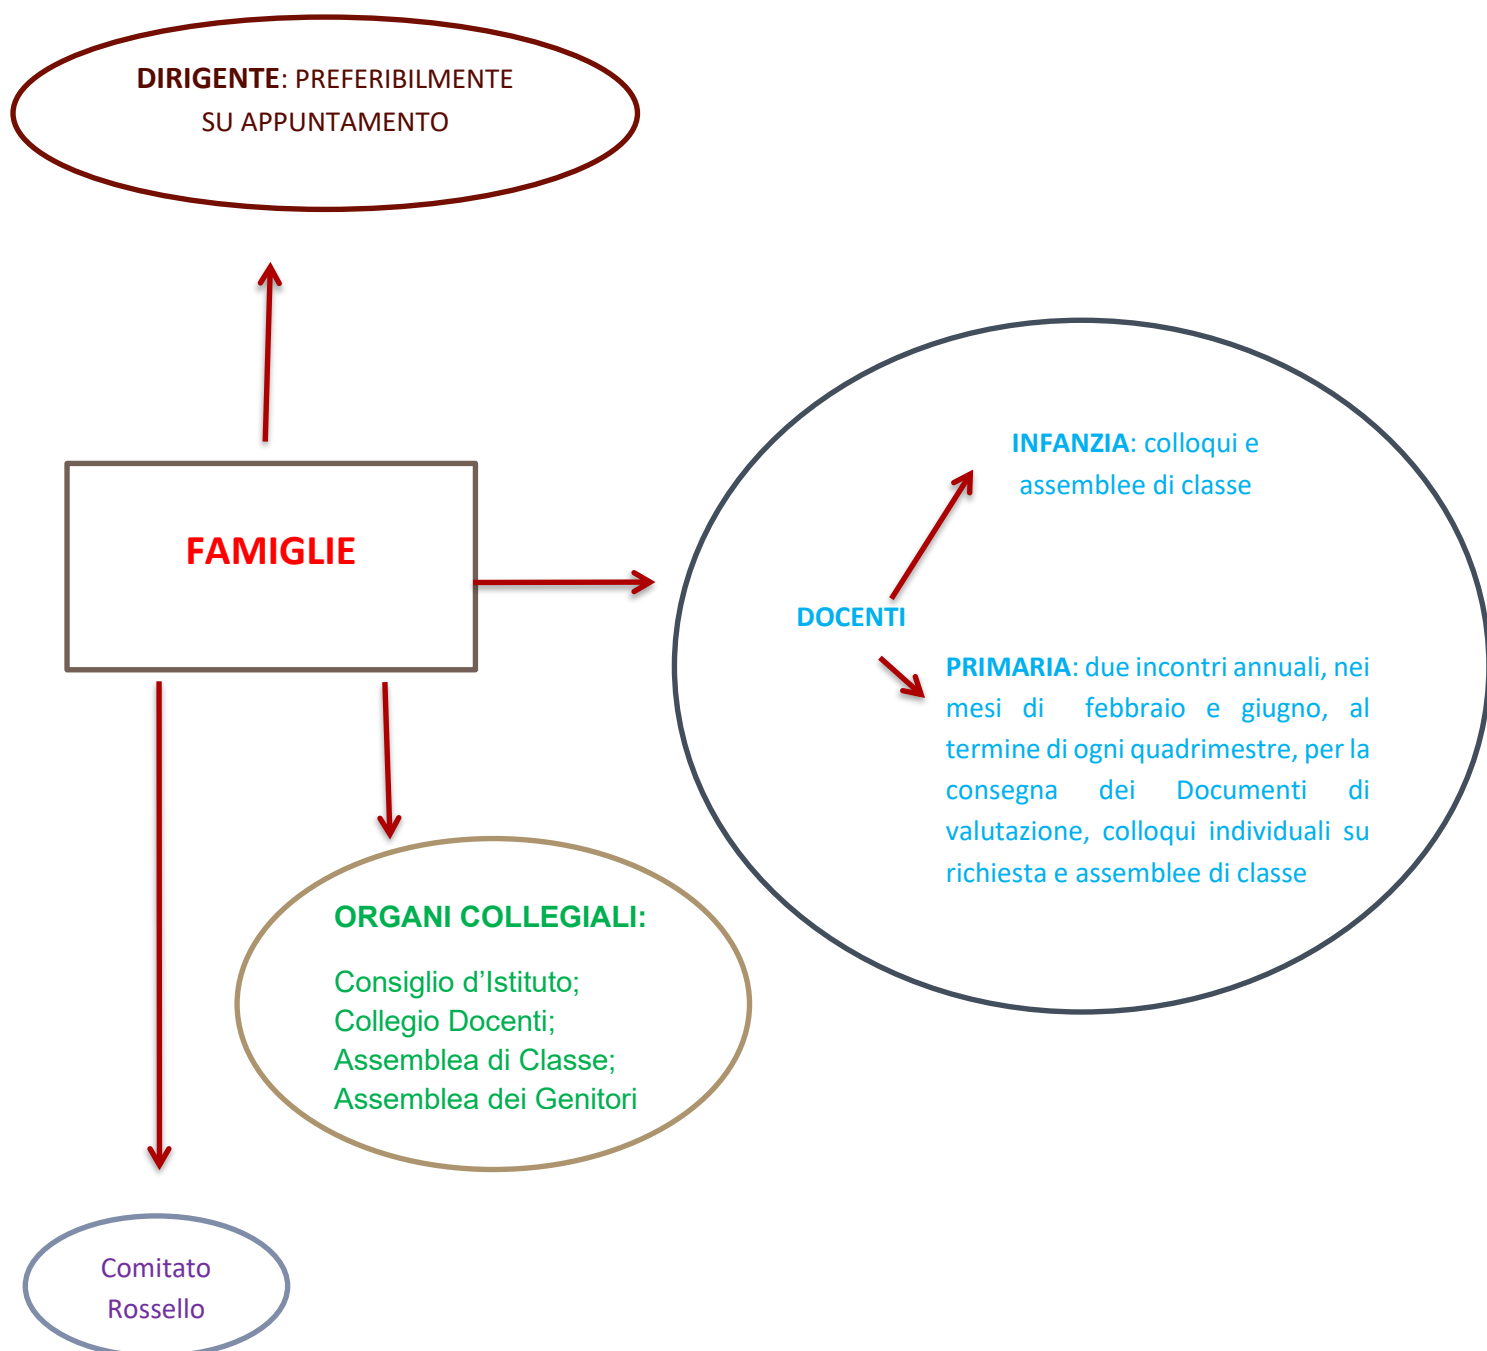 DIRIGENTE: PREFERIBILMENTE
SU APPUNTAMENTO
FAMIGLIE
INFANZIA: colloqui e
assemblee di classe
DOCENTI
PRIMARIA: due incontri annuali, nei
mesi di febbraio e giugno, al
termine di ogni quadrimestre, per la
consegna dei Documenti di
valutazione, colloqui individuali su
richiesta e assemblee di classe
ORGANI COLLEGIALI:
Consiglio d’Istituto;
Collegio Docenti;
Assemblea di Classe;
Assemblea dei Genitori
Comitato
Rossello